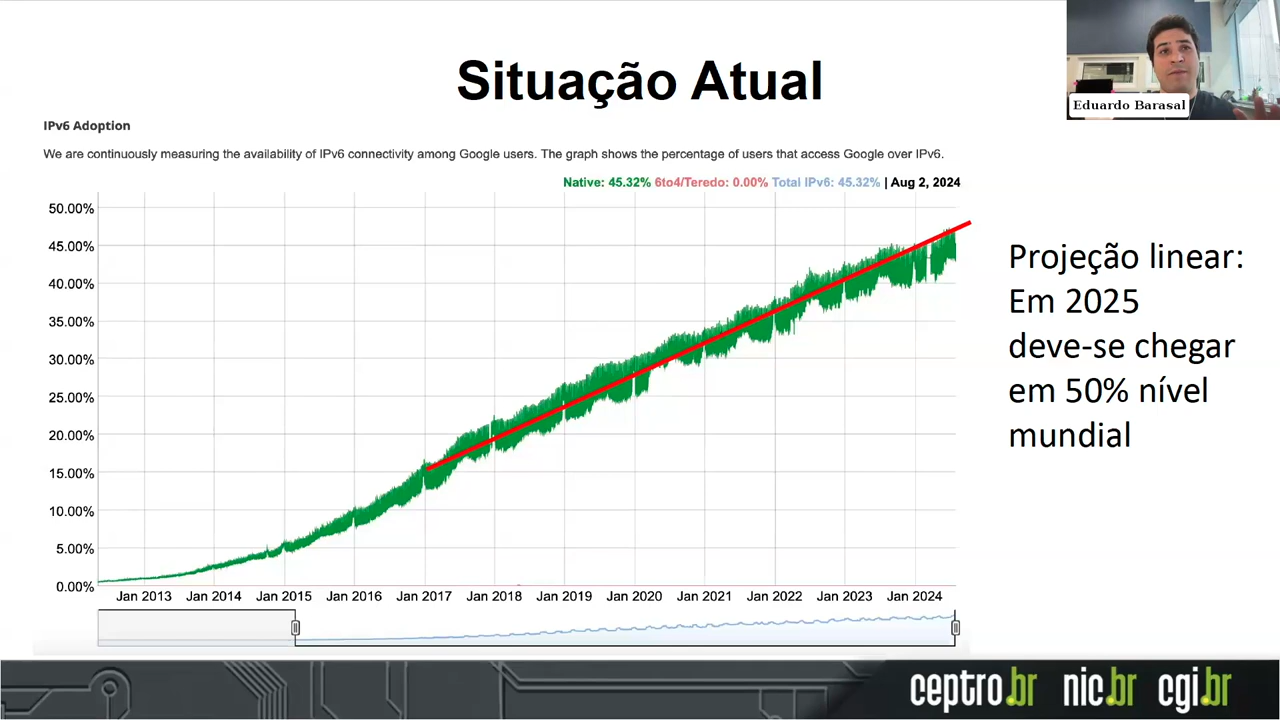 Situação Atual
Eduardo Barasal
IPv6 Adoption
We are continuously measuring the availability of IPv6 connectivity among Google users. The graph shows the percentage of users that access Google over IPv6.
Native: 45.32% 6to4/Teredo: 0.00% Total IPv6: 45.32% | Aug 2, 2024
50.00%
45.00%
40.00%
35.00%
30.00%
25.00%
20.00%
15.00%
10.00%
5.00%
0.00%
Jan 2013 Jan 2014 Jan 2015 Jan 2016 Jan 2017 Jan 2018 Jan 2019 Jan 2020 Jan 2021 Jan 2022 Jan 2023 Jan 2024
Projeção linear:
Em 2025
deve-se chegar
em 50% nível
mundial
ceptro.br nic.br cgi.br